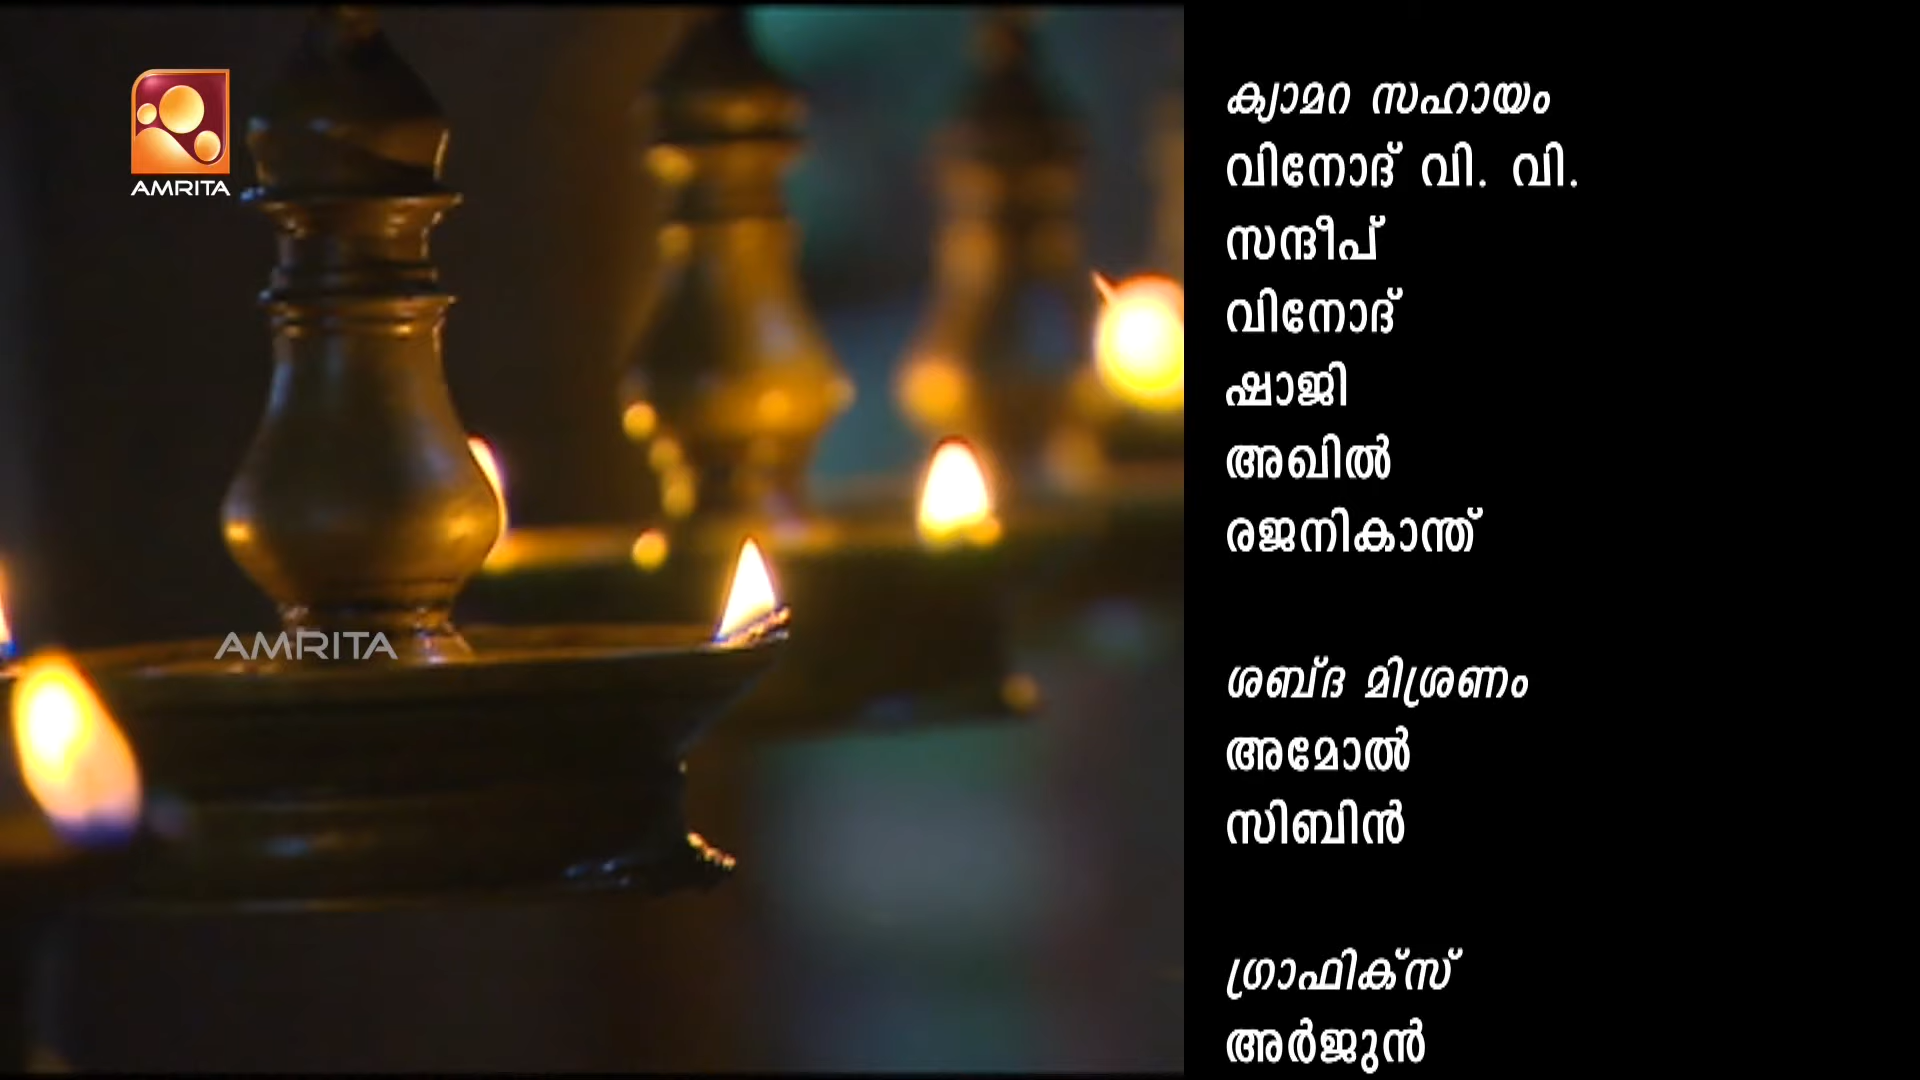 AMRITA
AMRITA
ക്യാമറ സഹായം
വിനോദ് വി. വി.
സന്ദീപ്
വിനോദ്
ഷാജി
അഖിൽ
രജനികാന്ത്
ശബ്ദ മിശ്രണം
അമോൽ
സിബിൻ
ഗ്രാഫിക്സ്
അർജുൻ